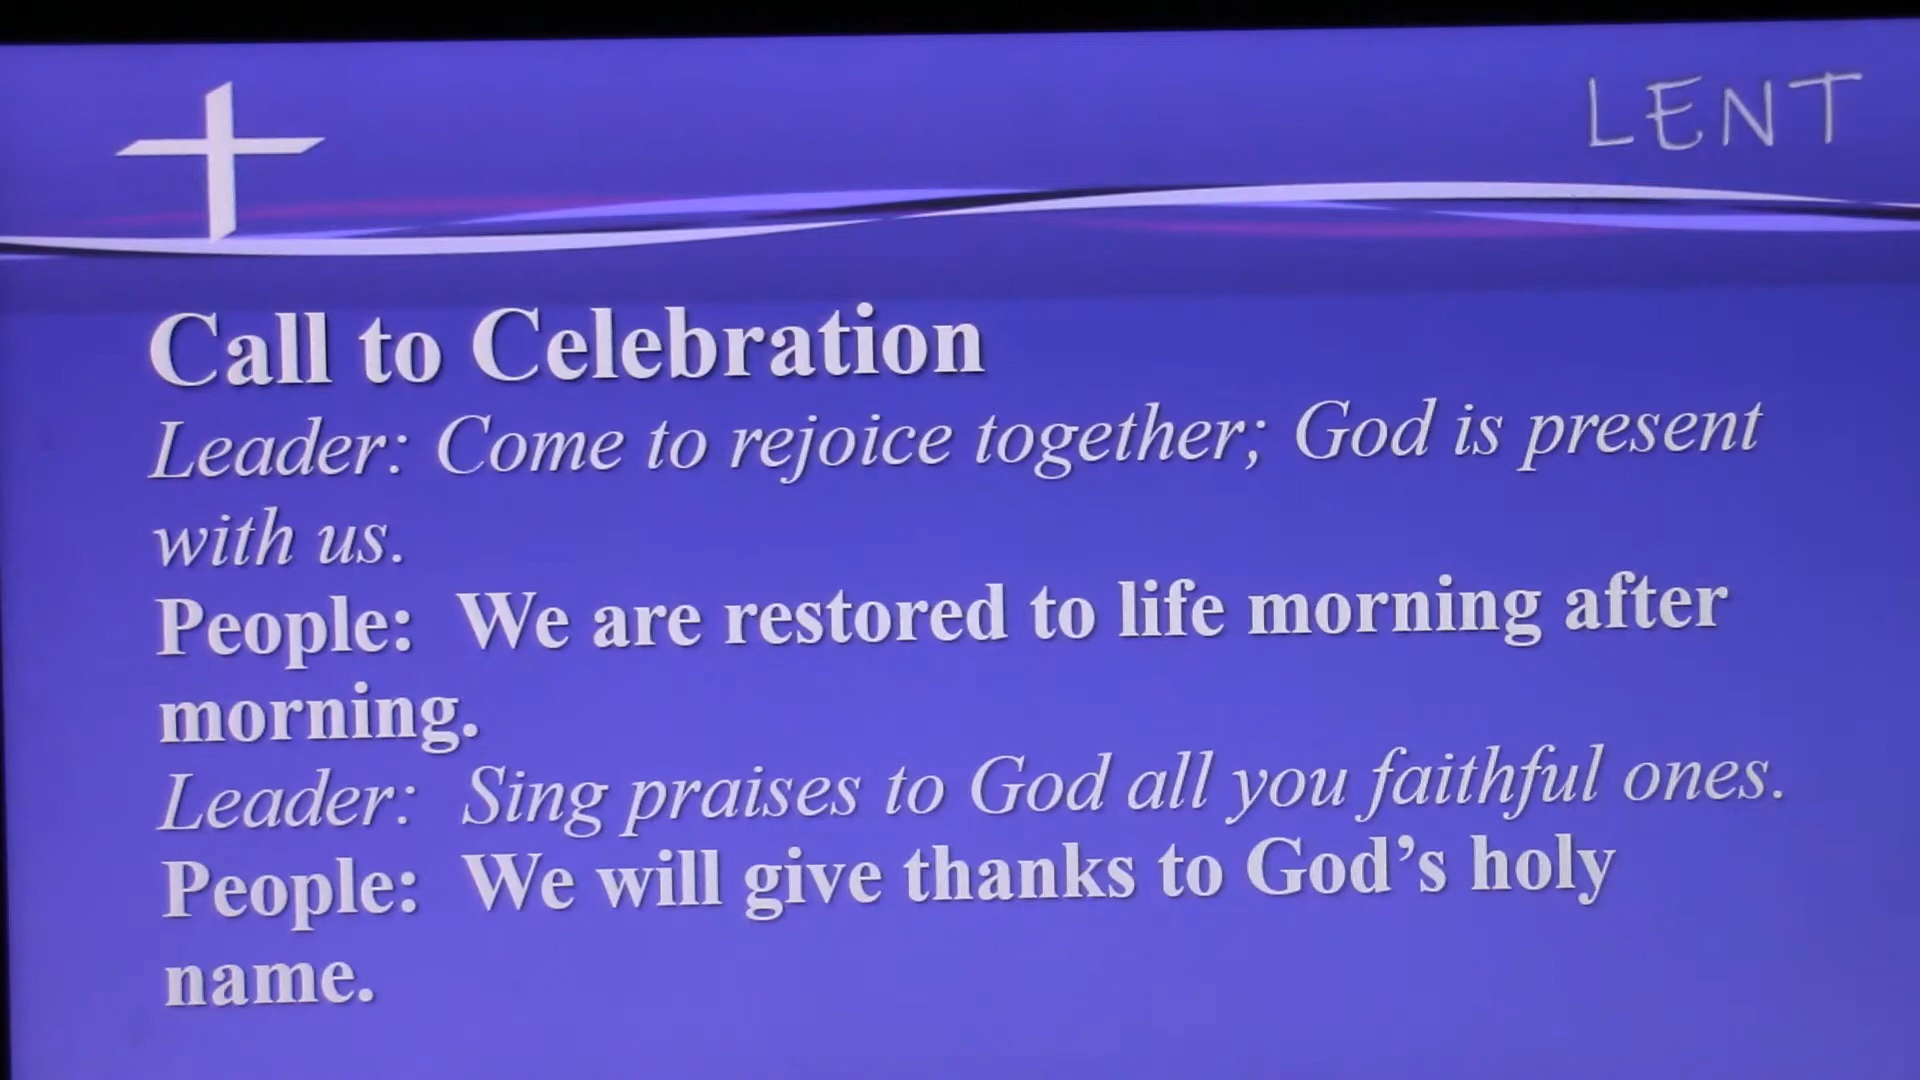 LENT
Call to Celebration
Leader: Come to rejoice together; God is present
with us.
People: We are restored to life morning after
morning.
Leader: Sing praises to God all you faithful ones.
People: We will give thanks to God’s holy
name.